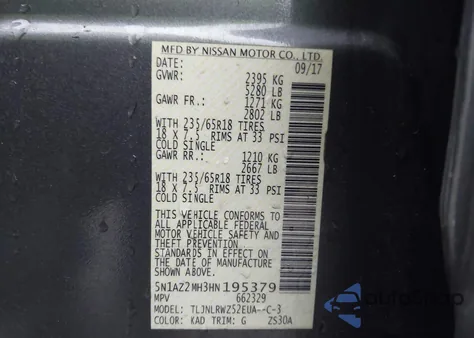 MFD BY NISSAN MOTOR CO., LTD.
DATE: 09/17
GVWR: 2395 KG
5280 LB
GAWR FR.: 1271 KG
2802 LB
WITH 235/65R18 TIRES
18 X 7.5 RIMS AT 33 PSI
COLD SINGLE
GAWR RR.: 1210 KG
2667 LB
WITH 235/65R18 TIRES
18 X 7.5 RIMS AT 33 PSI
COLD SINGLE
THIS VEHICLE CONFORMS TO
ALL APPLICABLE FEDERAL
MOTOR VEHICLE SAFETY AND
THEFT PREVENTION
STANDARDS IN EFFECT ON
THE DATE OF MANUFACTURE
SHOWN ABOVE.
5N1AZ2MH3HN195379
MPV 662329
MODEL: TLJNLRWZ52EUA--C-3
COLOR: KAD TRIM: G ZS30A
AutoTrap